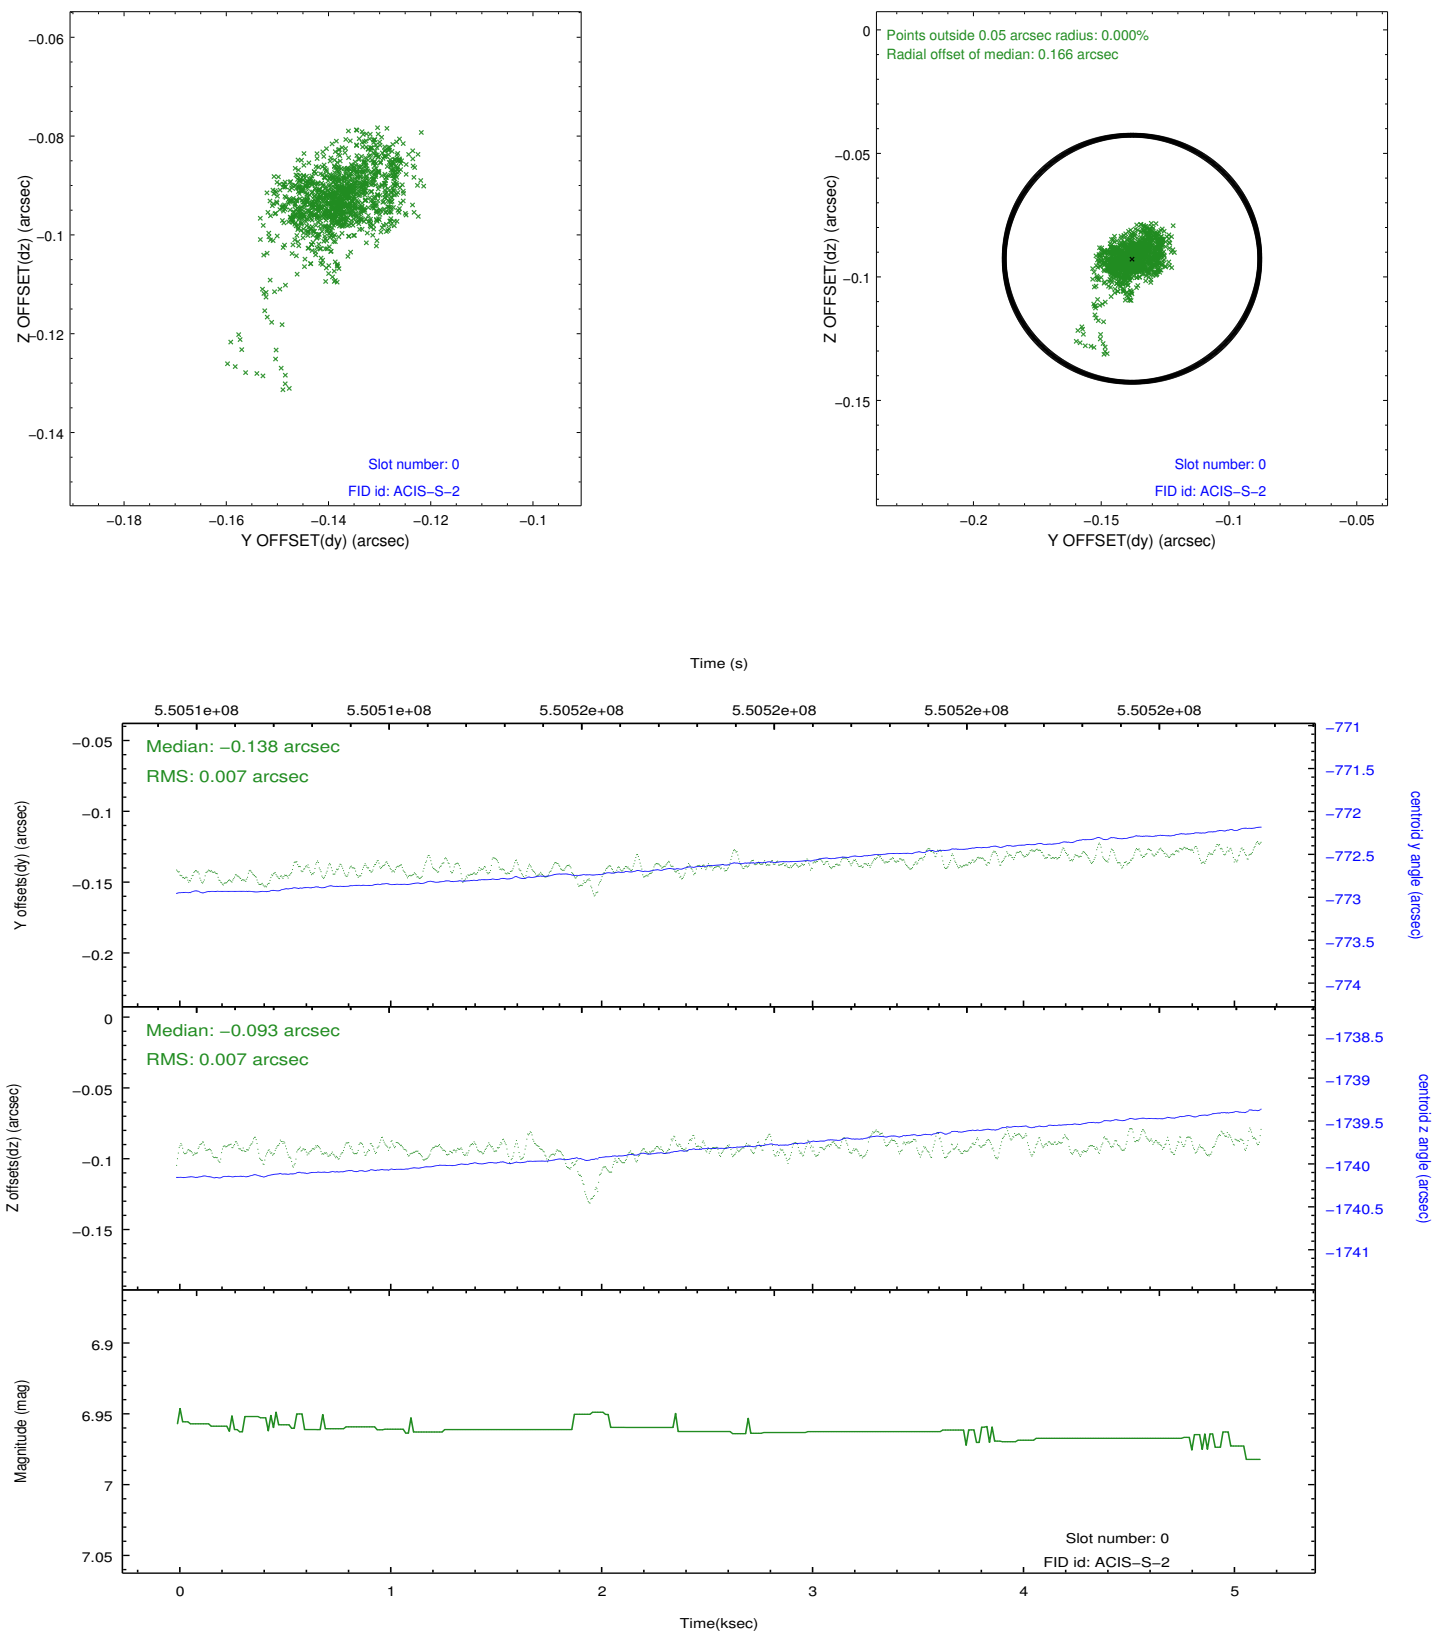 −0.06
−0.08
−0.1
−0.12
−0.14
Z OFFSET(dz) (arcsec)
Slot number: 0
FID id: ACIS−S−2
−0.18
−0.16
−0.14
−0.12
−0.1
Y OFFSET(dy) (arcsec)
Points outside 0.05 arcsec radius: 0.000%
Radial offset of median: 0.166 arcsec
0
−0.05
−0.1
−0.15
Z OFFSET(dz) (arcsec)
Slot number: 0
FID id: ACIS−S−2
−0.2
−0.15
−0.1
−0.05
Y OFFSET(dy) (arcsec)
Time (s)
5.5051e+08
5.5051e+08
5.5052e+08
5.5052e+08
5.5052e+08
5.5052e+08
Median: −0.138 arcsec
RMS: 0.007 arcsec
−0.05
−0.1
−0.15
−0.2
Y offsets(dy) (arcsec)
−771
−771.5
−772
−772.5
−773
−773.5
−774
centroid y angle (arcsec)
Median: −0.093 arcsec
RMS: 0.007 arcsec
0
−0.05
−0.1
−0.15
Z offsets(dz) (arcsec)
−1738.5
−1739
−1739.5
−1740
−1740.5
−1741
centroid z angle (arcsec)
6.9
6.95
7
7.05
Magnitude (mag)
Slot number: 0
FID id: ACIS−S−2
0
1
2
3
4
5
Time(ksec)